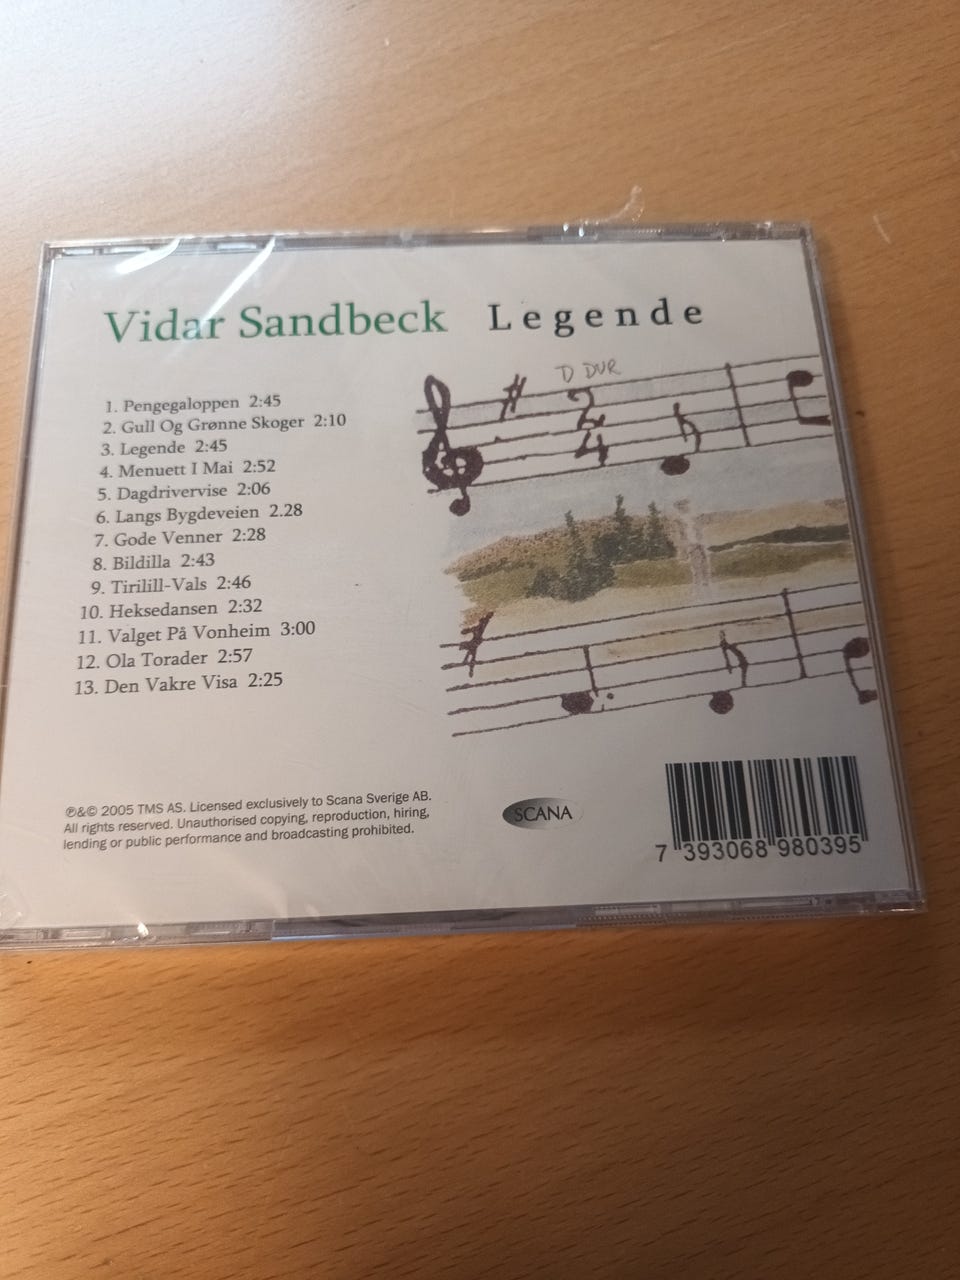 Vidar Sandbeck Legende
D DUR
2
4
1. Pengegaloppen 2:45
2. Gull Og Grønne Skoger 2:10
3. Legende 2:45
4. Menuett I Mai 2:52
5. Dagdrivervise 2:06
6. Langs Bygdeveien 2.28
7. Gode Venner 2:28
8. Bildilla 2:43
9. Tirilill-Vals 2:46
10. Heksedansen 2:32
11. Valget På Vonheim 3:00
12. Ola Torader 2:57
13. Den Vakre Visa 2:25
℗&© 2005 TMS AS. Licensed exclusively to Scana Sverige AB.
All rights reserved. Unauthorised copying, reproduction, hiring,
lending or public performance and broadcasting prohibited.
SCANA
7 393068 980395